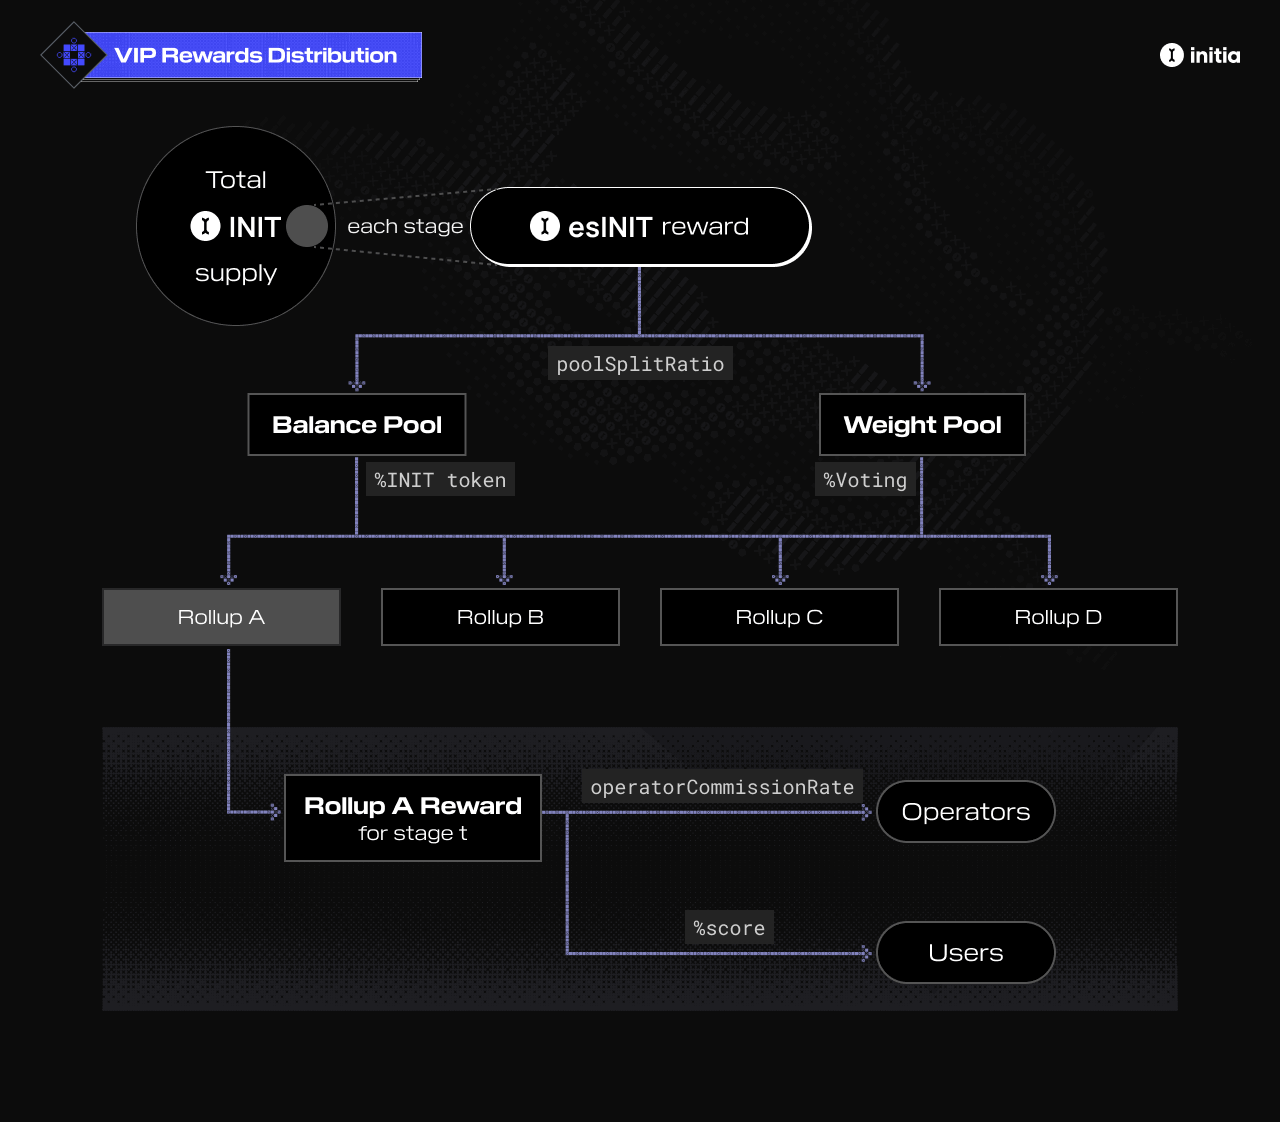 VIP Rewards Distribution
initia
Total
INIT
supply
each stage
esINIT reward
poolSplitRatio
Balance Pool
Weight Pool
%INIT token
%Voting
Rollup A
Rollup B
Rollup C
Rollup D
operatorCommissionRate
Rollup A Reward
for stage t
Operators
%score
Users